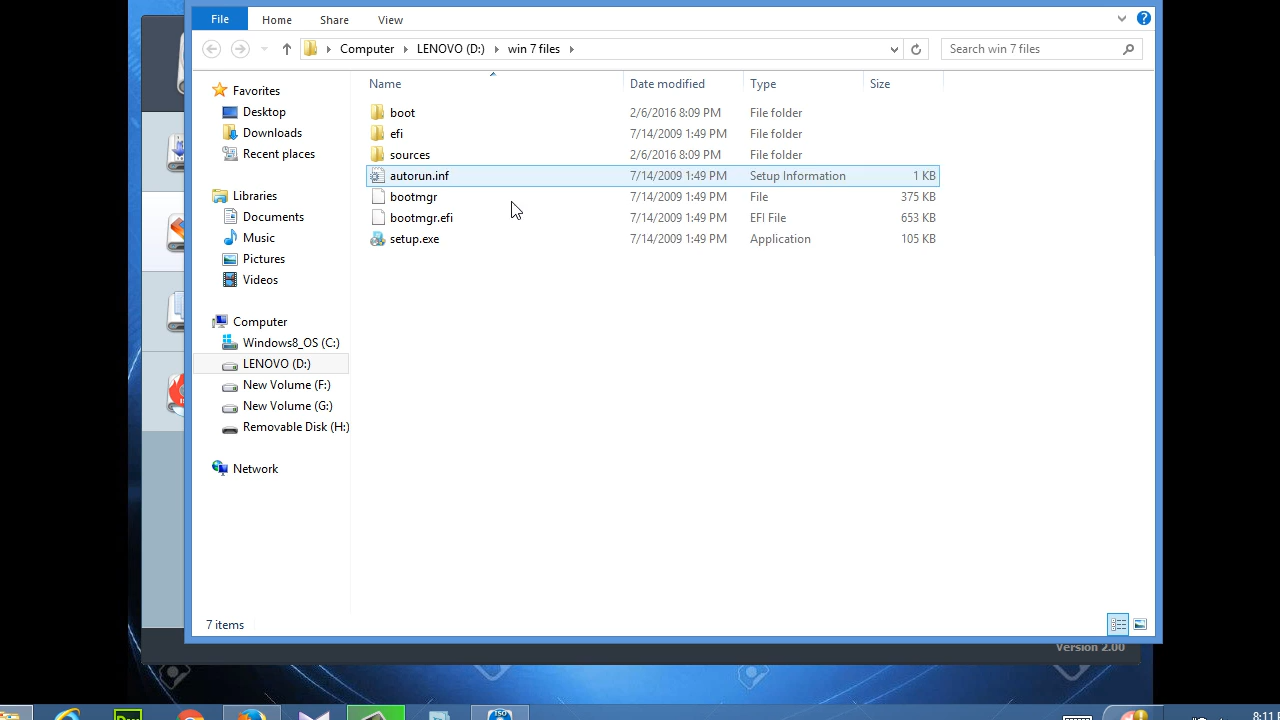 File Home Share View
Computer LENOVO (D:) win 7 files Search win 7 files
Name Date modified Type Size
Favorites
Desktop
Downloads
Recent places
Libraries
Documents
Music
Pictures
Videos
Computer
Windows8_OS (C:)
LENOVO (D:)
New Volume (F:)
New Volume (G:)
Removable Disk (H:)
Network
boot 2/6/2016 8:09 PM File folder
efi 7/14/2009 1:49 PM File folder
sources 2/6/2016 8:09 PM File folder
autorun.inf 7/14/2009 1:49 PM Setup Information 1 KB
bootmgr 7/14/2009 1:49 PM File 375 KB
bootmgr.efi 7/14/2009 1:49 PM EFI File 653 KB
setup.exe 7/14/2009 1:49 PM Application 105 KB
7 items
Version 2.00
ISO
8:11